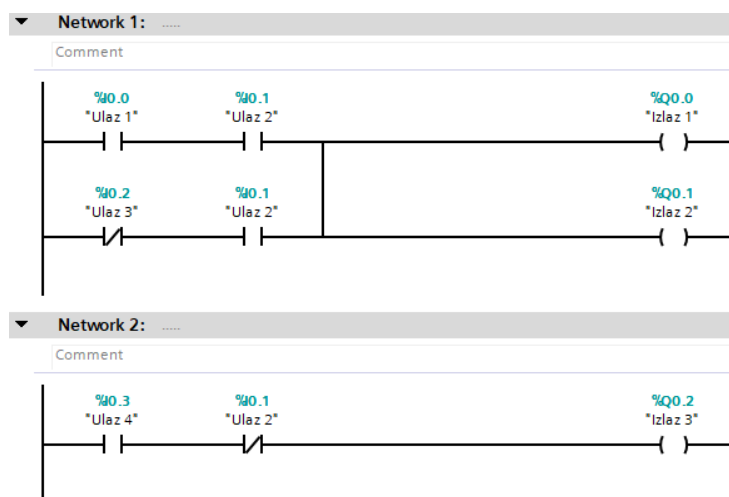 Network 1: .....
Comment
%I0.0 %I0.1 %Q0.0
"Ulaz 1" "Ulaz 2" "Izlaz 1"
%I0.2 %I0.1 %Q0.1
"Ulaz 3" "Ulaz 2" "Izlaz 2"
Network 2: .....
Comment
%I0.3 %I0.1 %Q0.2
"Ulaz 4" "Ulaz 2" "Izlaz 3"